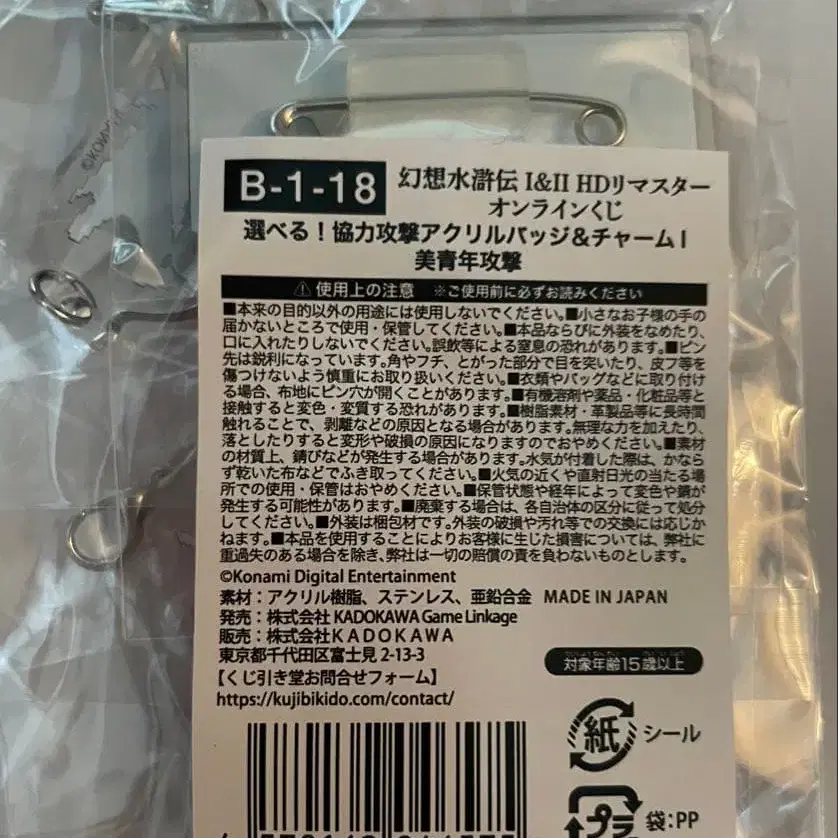 B-1-18
幻想水滸伝 I&II HDリマスター
オンラインくじ
選べる！協力攻撃アクリルバッジ&チャームI
美青年攻撃
⚠ 使用上の注意 ※ご使用前に必ずお読みください
■本来の目的以外の用途には使用しないでください。■小さなお子様の手の
届かないところで使用・保管してください。■本品ならびに外装をなめたり、
口に入れたりしないでください。誤飲等による窒息の恐れがあります。■ピン
先は鋭利になっています。角やフチ、とがった部分で目を突いたり、皮フ等を
傷つけないよう慎重にお取り扱いください。■衣類やバッグなどに取り付け
る場合、布地にピン穴が開くことがあります。■有機溶剤や薬品・化粧品等と
接触すると変色・変質する恐れがあります。■樹脂素材・革製品等に長時間
触れることで、剥離などの原因となる場合があります。無理な力を加えたり、
落としたりすると変形や破損の原因になりますのでおやめください。■素材
の材質上、錆びなどが発生する場合があります。水気が付着した際は、かなら
ず乾いた布などでふき取ってください。■火気の近くや直射日光の当たる場
所での使用・保管はおやめください。■保管状態や経年によって変色や錆が
発生する可能性があります。■廃棄する場合は、各自治体の区分に従って処分
してください。■外装は梱包材です。外装の破損や汚れ等での交換には応じか
ねます。■本品を使用することによりお客様に生じた損害については、弊社に
重過失のある場合を除き、弊社は一切の賠償の責を負わないものとします。
©Konami Digital Entertainment
素材：アクリル樹脂、ステンレス、亜鉛合金 MADE IN JAPAN
発売：株式会社 KADOKAWA Game Linkage
販売：株式会社KADOKAWA
東京都千代田区富士見 2-13-3
対象年齢15歳以上
【くじ引き堂お問合せフォーム】
https://kujibikido.com/contact/
紙 シール
プラ 袋：PP